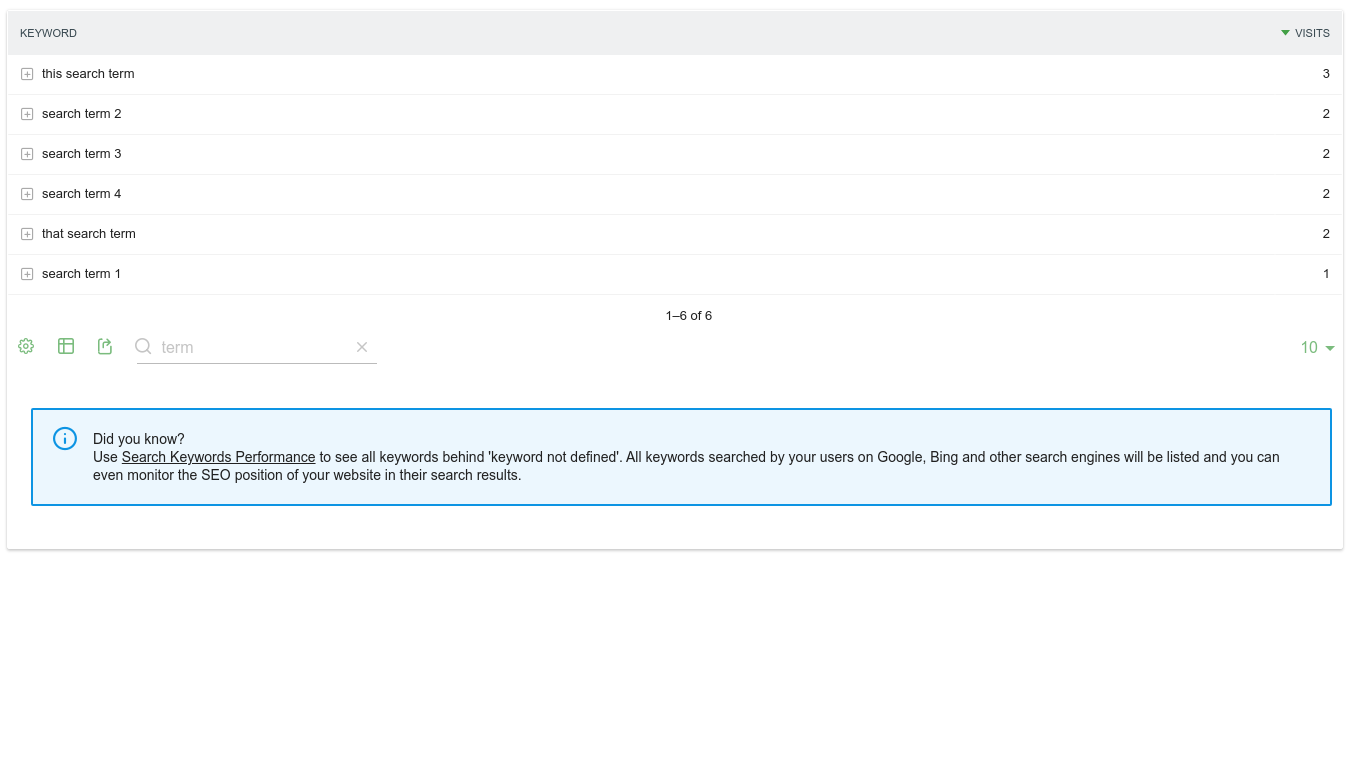 KEYWORD VISITS
this search term 3
search term 2 2
search term 3 2
search term 4 2
that search term 2
search term 1 1
1–6 of 6
term 10
Did you know?
Use Search Keywords Performance to see all keywords behind 'keyword not defined'. All keywords searched by your users on Google, Bing and other search engines will be listed and you can
even monitor the SEO position of your website in their search results.